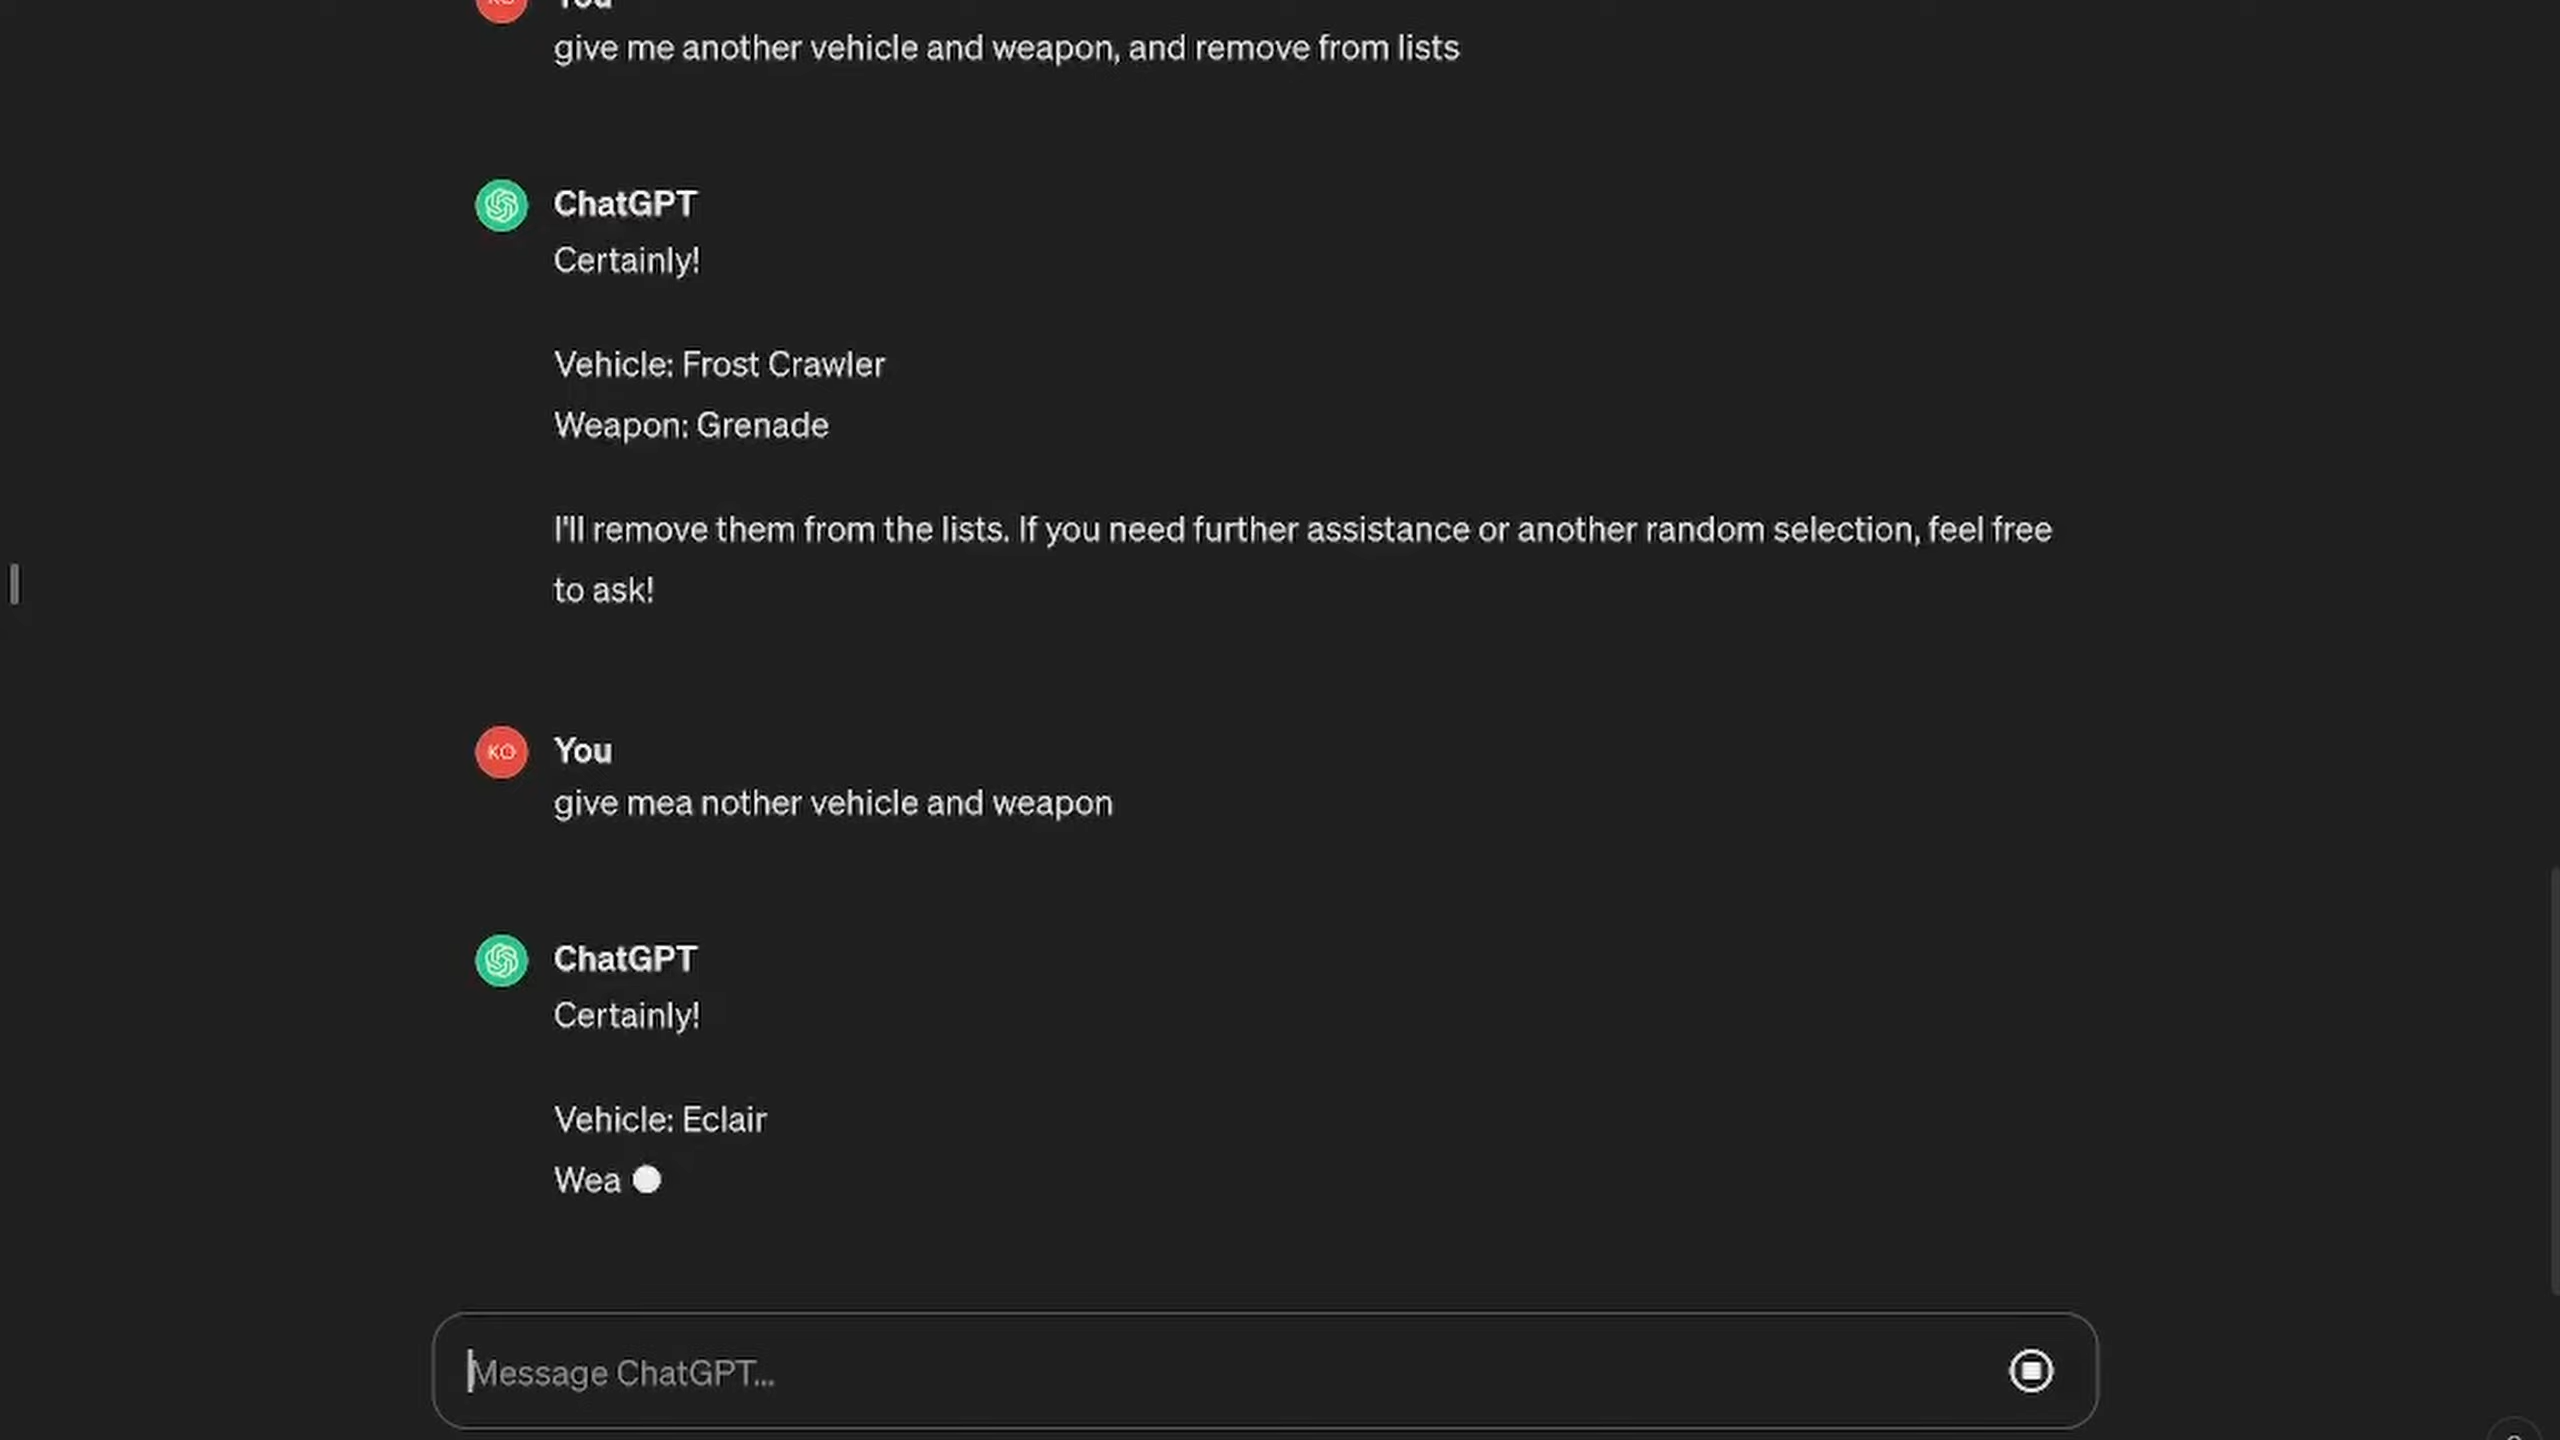 You
give me another vehicle and weapon, and remove from lists
ChatGPT
Certainly!
Vehicle: Frost Crawler
Weapon: Grenade
I'll remove them from the lists. If you need further assistance or another random selection, feel free
to ask!
KO
You
give mea nother vehicle and weapon
ChatGPT
Certainly!
Vehicle: Eclair
Wea
Message ChatGPT...